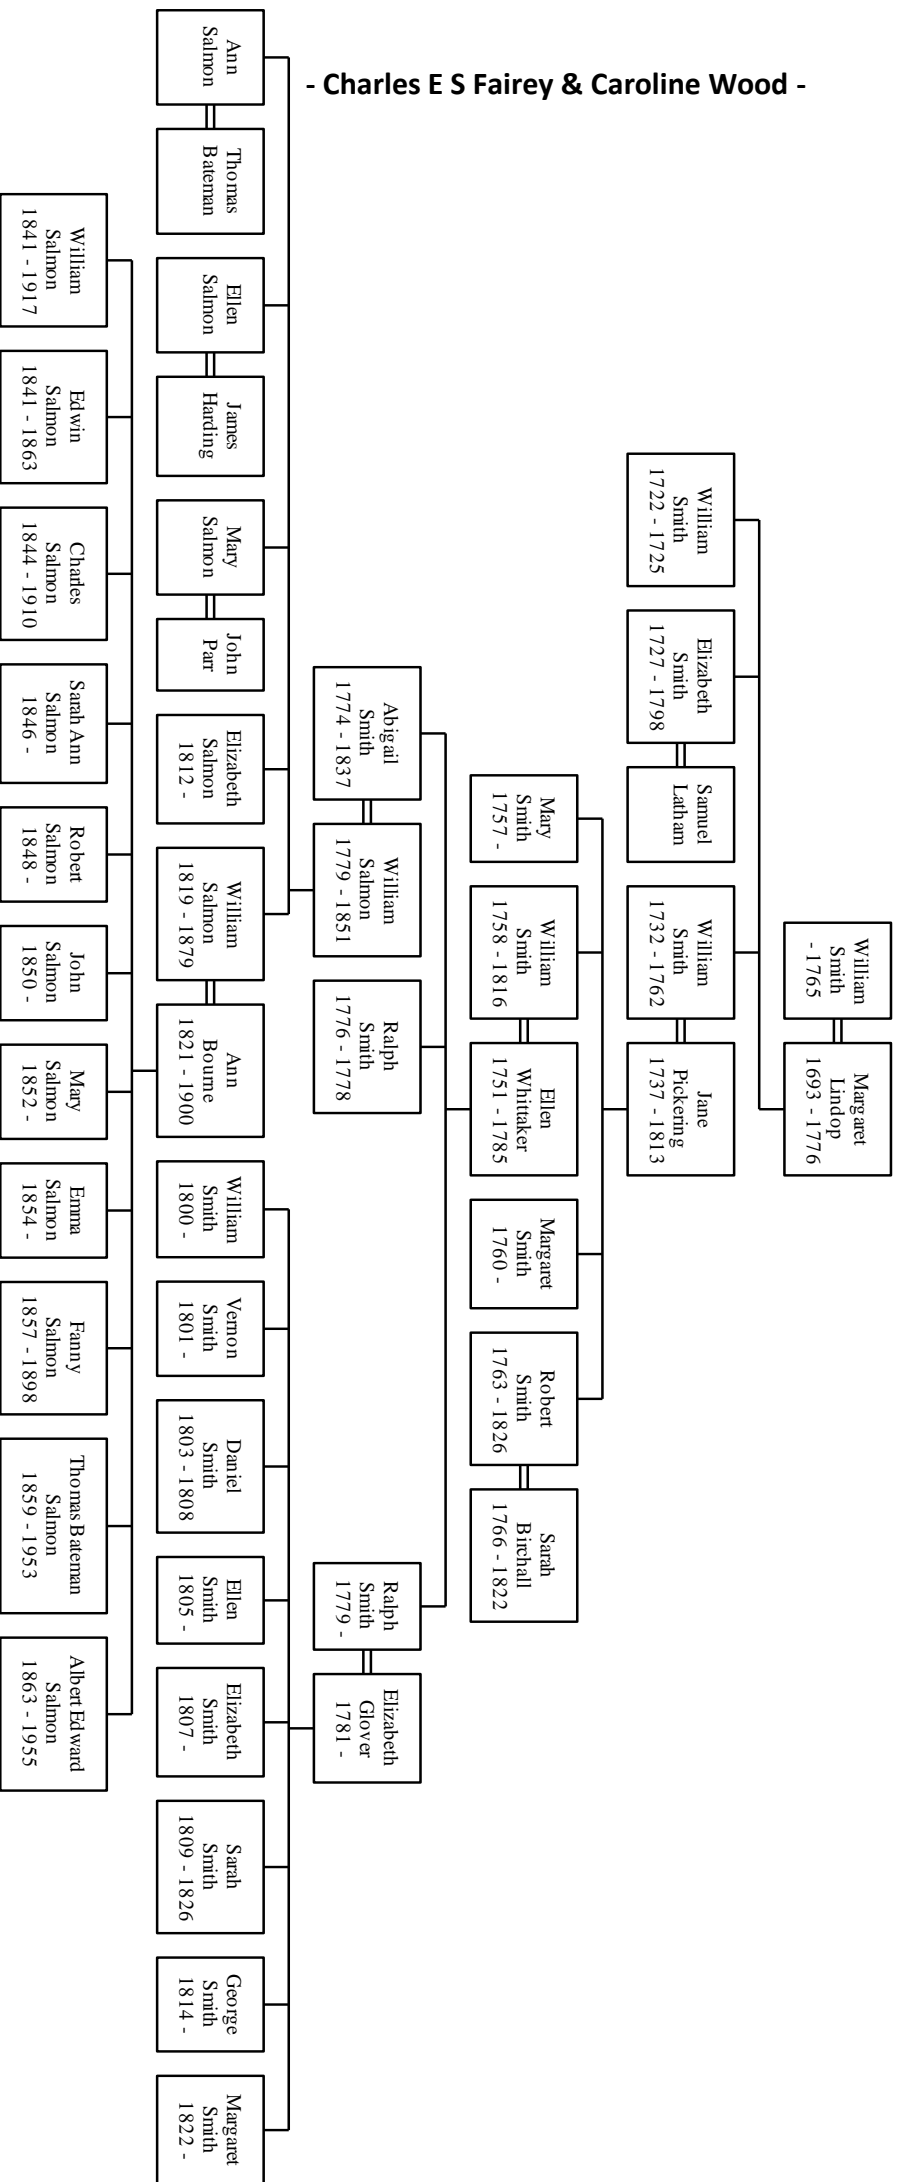 - Charles E S Fairey & Caroline Wood -
William
Smith
- 1765
Margaret
Lindop
1693 - 1776
William
Smith
1722 - 1725
Elizabeth
Smith
1727 - 1798
Samuel
Latham
William
Smith
1732 - 1762
Jane
Pickering
1737 - 1813
Mary
Smith
1757 -
William
Smith
1758 - 1816
Ellen
Whittaker
1751 - 1785
Margaret
Smith
1760 -
Robert
Smith
1763 - 1826
Sarah
Birchall
1766 - 1822
Abigail
Smith
1774 - 1837
William
Salmon
1779 - 1851
Ralph
Smith
1776 - 1778
Ralph
Smith
1779 -
Elizabeth
Glover
1781 -
Ann
Salmon
Thomas
Bateman
Ellen
Salmon
James
Harding
Mary
Salmon
John
Parr
Elizabeth
Salmon
1812 -
William
Salmon
1819 - 1879
Ann
Bourne
1821 - 1900
William
Smith
1800 -
Vernon
Smith
1801 -
Daniel
Smith
1803 - 1808
Ellen
Smith
1805 -
Elizabeth
Smith
1807 -
Sarah
Smith
1809 - 1826
George
Smith
1814 -
Margaret
Smith
1822 -
William
Salmon
1841 - 1917
Edwin
Salmon
1841 - 1863
Charles
Salmon
1844 - 1910
Sarah Ann
Salmon
1846 -
Robert
Salmon
1848 -
John
Salmon
1850 -
Mary
Salmon
1852 -
Emma
Salmon
1854 -
Fanny
Salmon
1857 - 1898
Thomas Bateman
Salmon
1859 - 1953
Albert Edward
Salmon
1863 - 1955